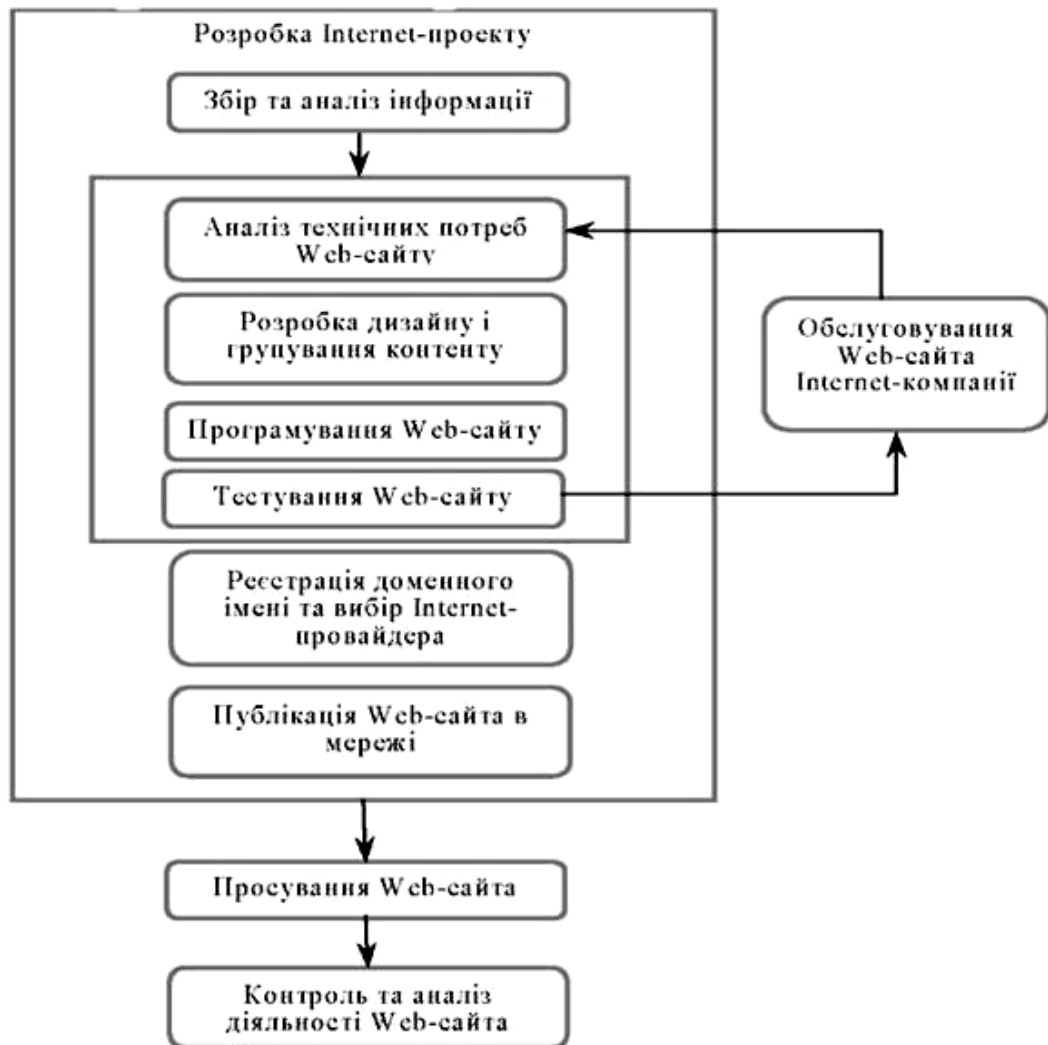 Розробка Internet-проекту
Збір та аналіз інформації
Аналіз технічних потреб
Web-сайту
Розробка дизайну і
групування контенту
Програмування Web-сайту
Тестування Web-сайту
Обслуговування
Web-сайта
Internet-компанії
Реєстрація доменного
імені та вибір Internet-
провайдера
Публікація Web-сайта в
мережі
Просування Web-сайта
Контроль та аналіз
діяльності Web-сайта